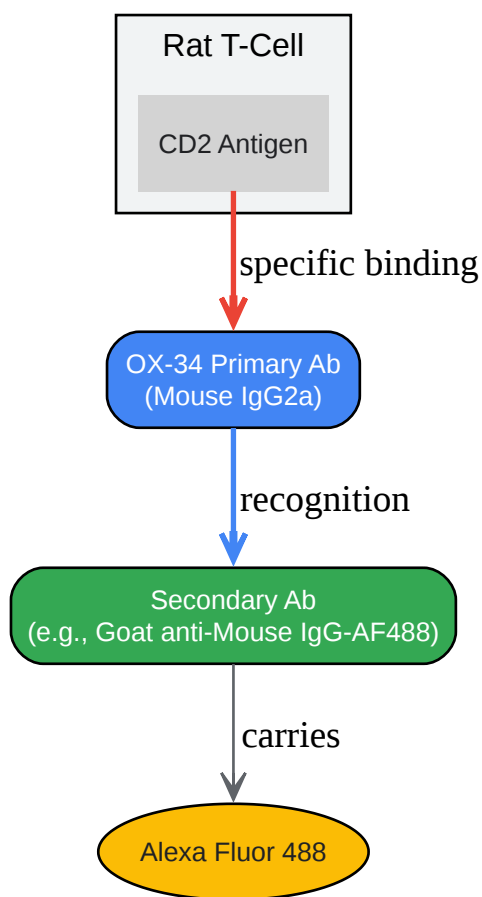 Rat T-Cell
CD2 Antigen
specific binding
OX-34 Primary Ab
(Mouse IgG2a)
recognition
Secondary Ab
(e.g., Goat anti-Mouse IgG-AF488)
carries
Alexa Fluor 488